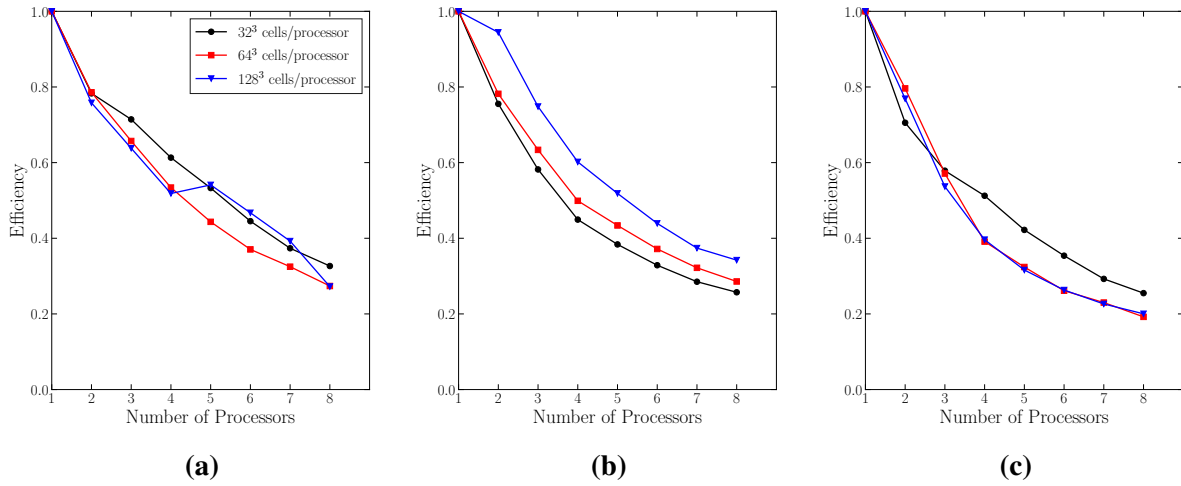 1.0
0.8
0.6
0.4
0.2
0.0
Efficiency
32³ cells/processor
64³ cells/processor
128³ cells/processor
1 2 3 4 5 6 7 8
Number of Processors
(a)
1.0
0.8
0.6
0.4
0.2
0.0
Efficiency
1 2 3 4 5 6 7 8
Number of Processors
(b)
1.0
0.8
0.6
0.4
0.2
0.0
Efficiency
1 2 3 4 5 6 7 8
Number of Processors
(c)